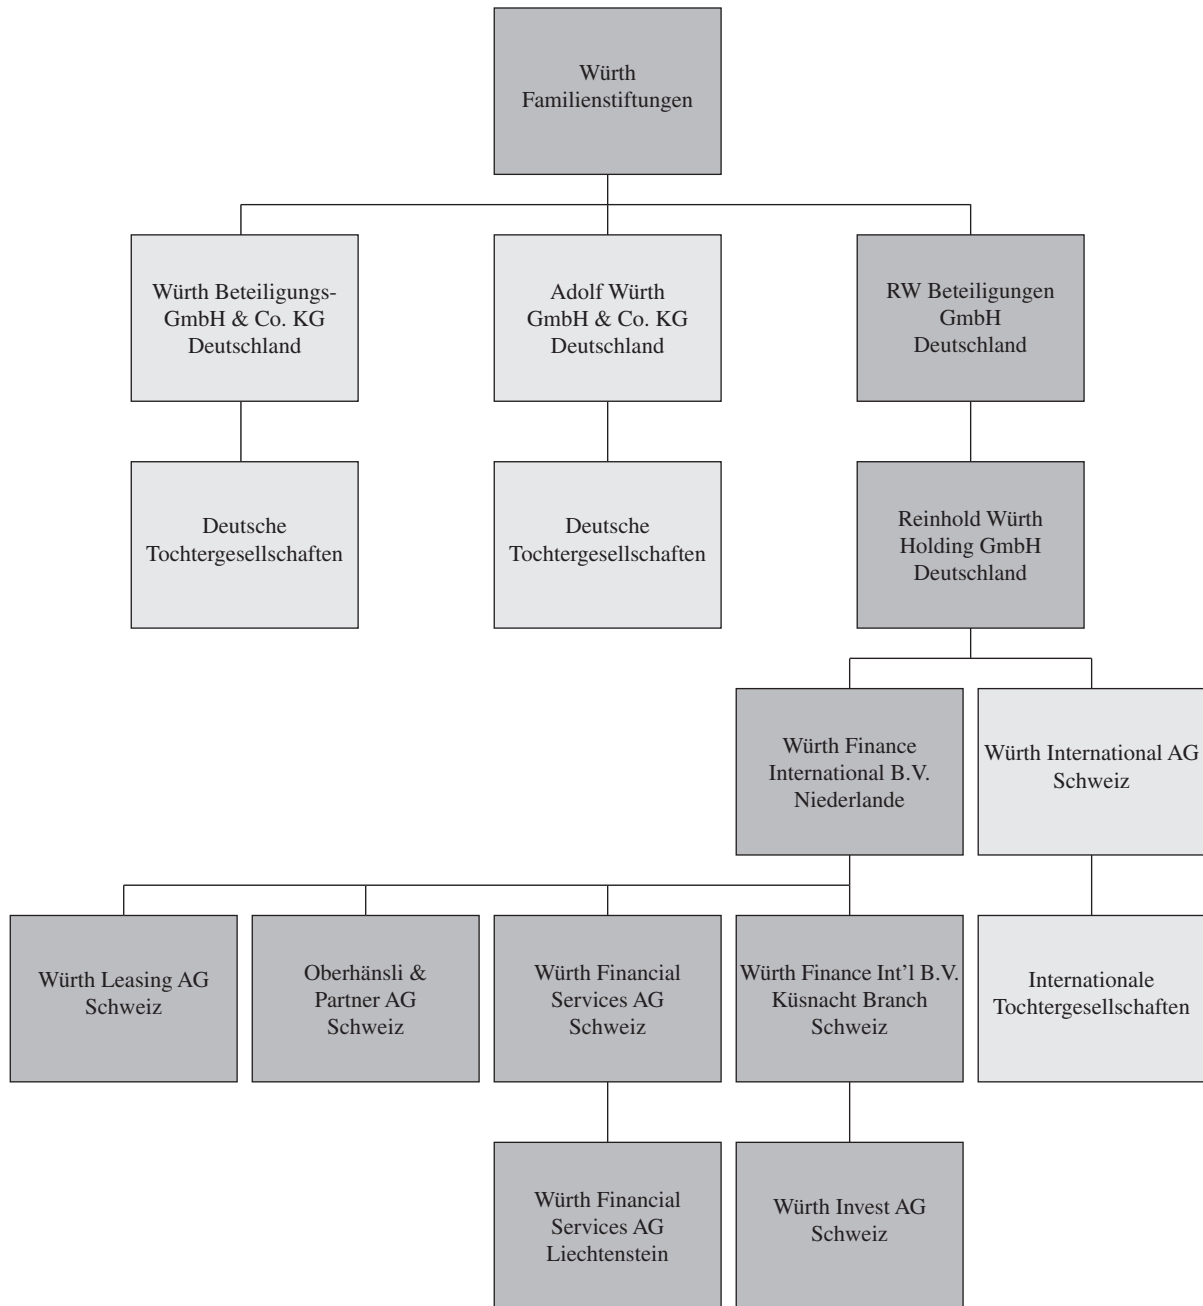 Würth
Familienstiftungen
Würth Beteiligungs-
GmbH & Co. KG
Deutschland
Adolf Würth
GmbH & Co. KG
Deutschland
RW Beteiligungen
GmbH
Deutschland
Deutsche
Tochtergesellschaften
Deutsche
Tochtergesellschaften
Reinhold Würth
Holding GmbH
Deutschland
Würth Finance
International B.V.
Niederlande
Würth International AG
Schweiz
Würth Leasing AG
Schweiz
Oberhänsli &
Partner AG
Schweiz
Würth Financial
Services AG
Schweiz
Würth Finance Int’l B.V.
Küsnacht Branch
Schweiz
Internationale
Tochtergesellschaften
Würth Financial
Services AG
Liechtenstein
Würth Invest AG
Schweiz